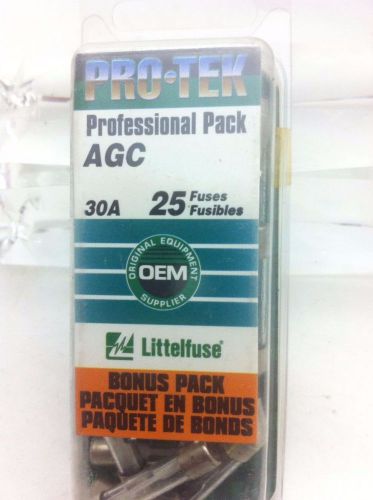 PRO•TEK
Professional Pack
AGC
30A 25 Fuses
Fusibles
ORIGINAL EQUIPMENT
OEM
SUPPLIER
Littelfuse®
BONUS PACK
PACQUET EN BONUS
PAQUETE DE BONDS